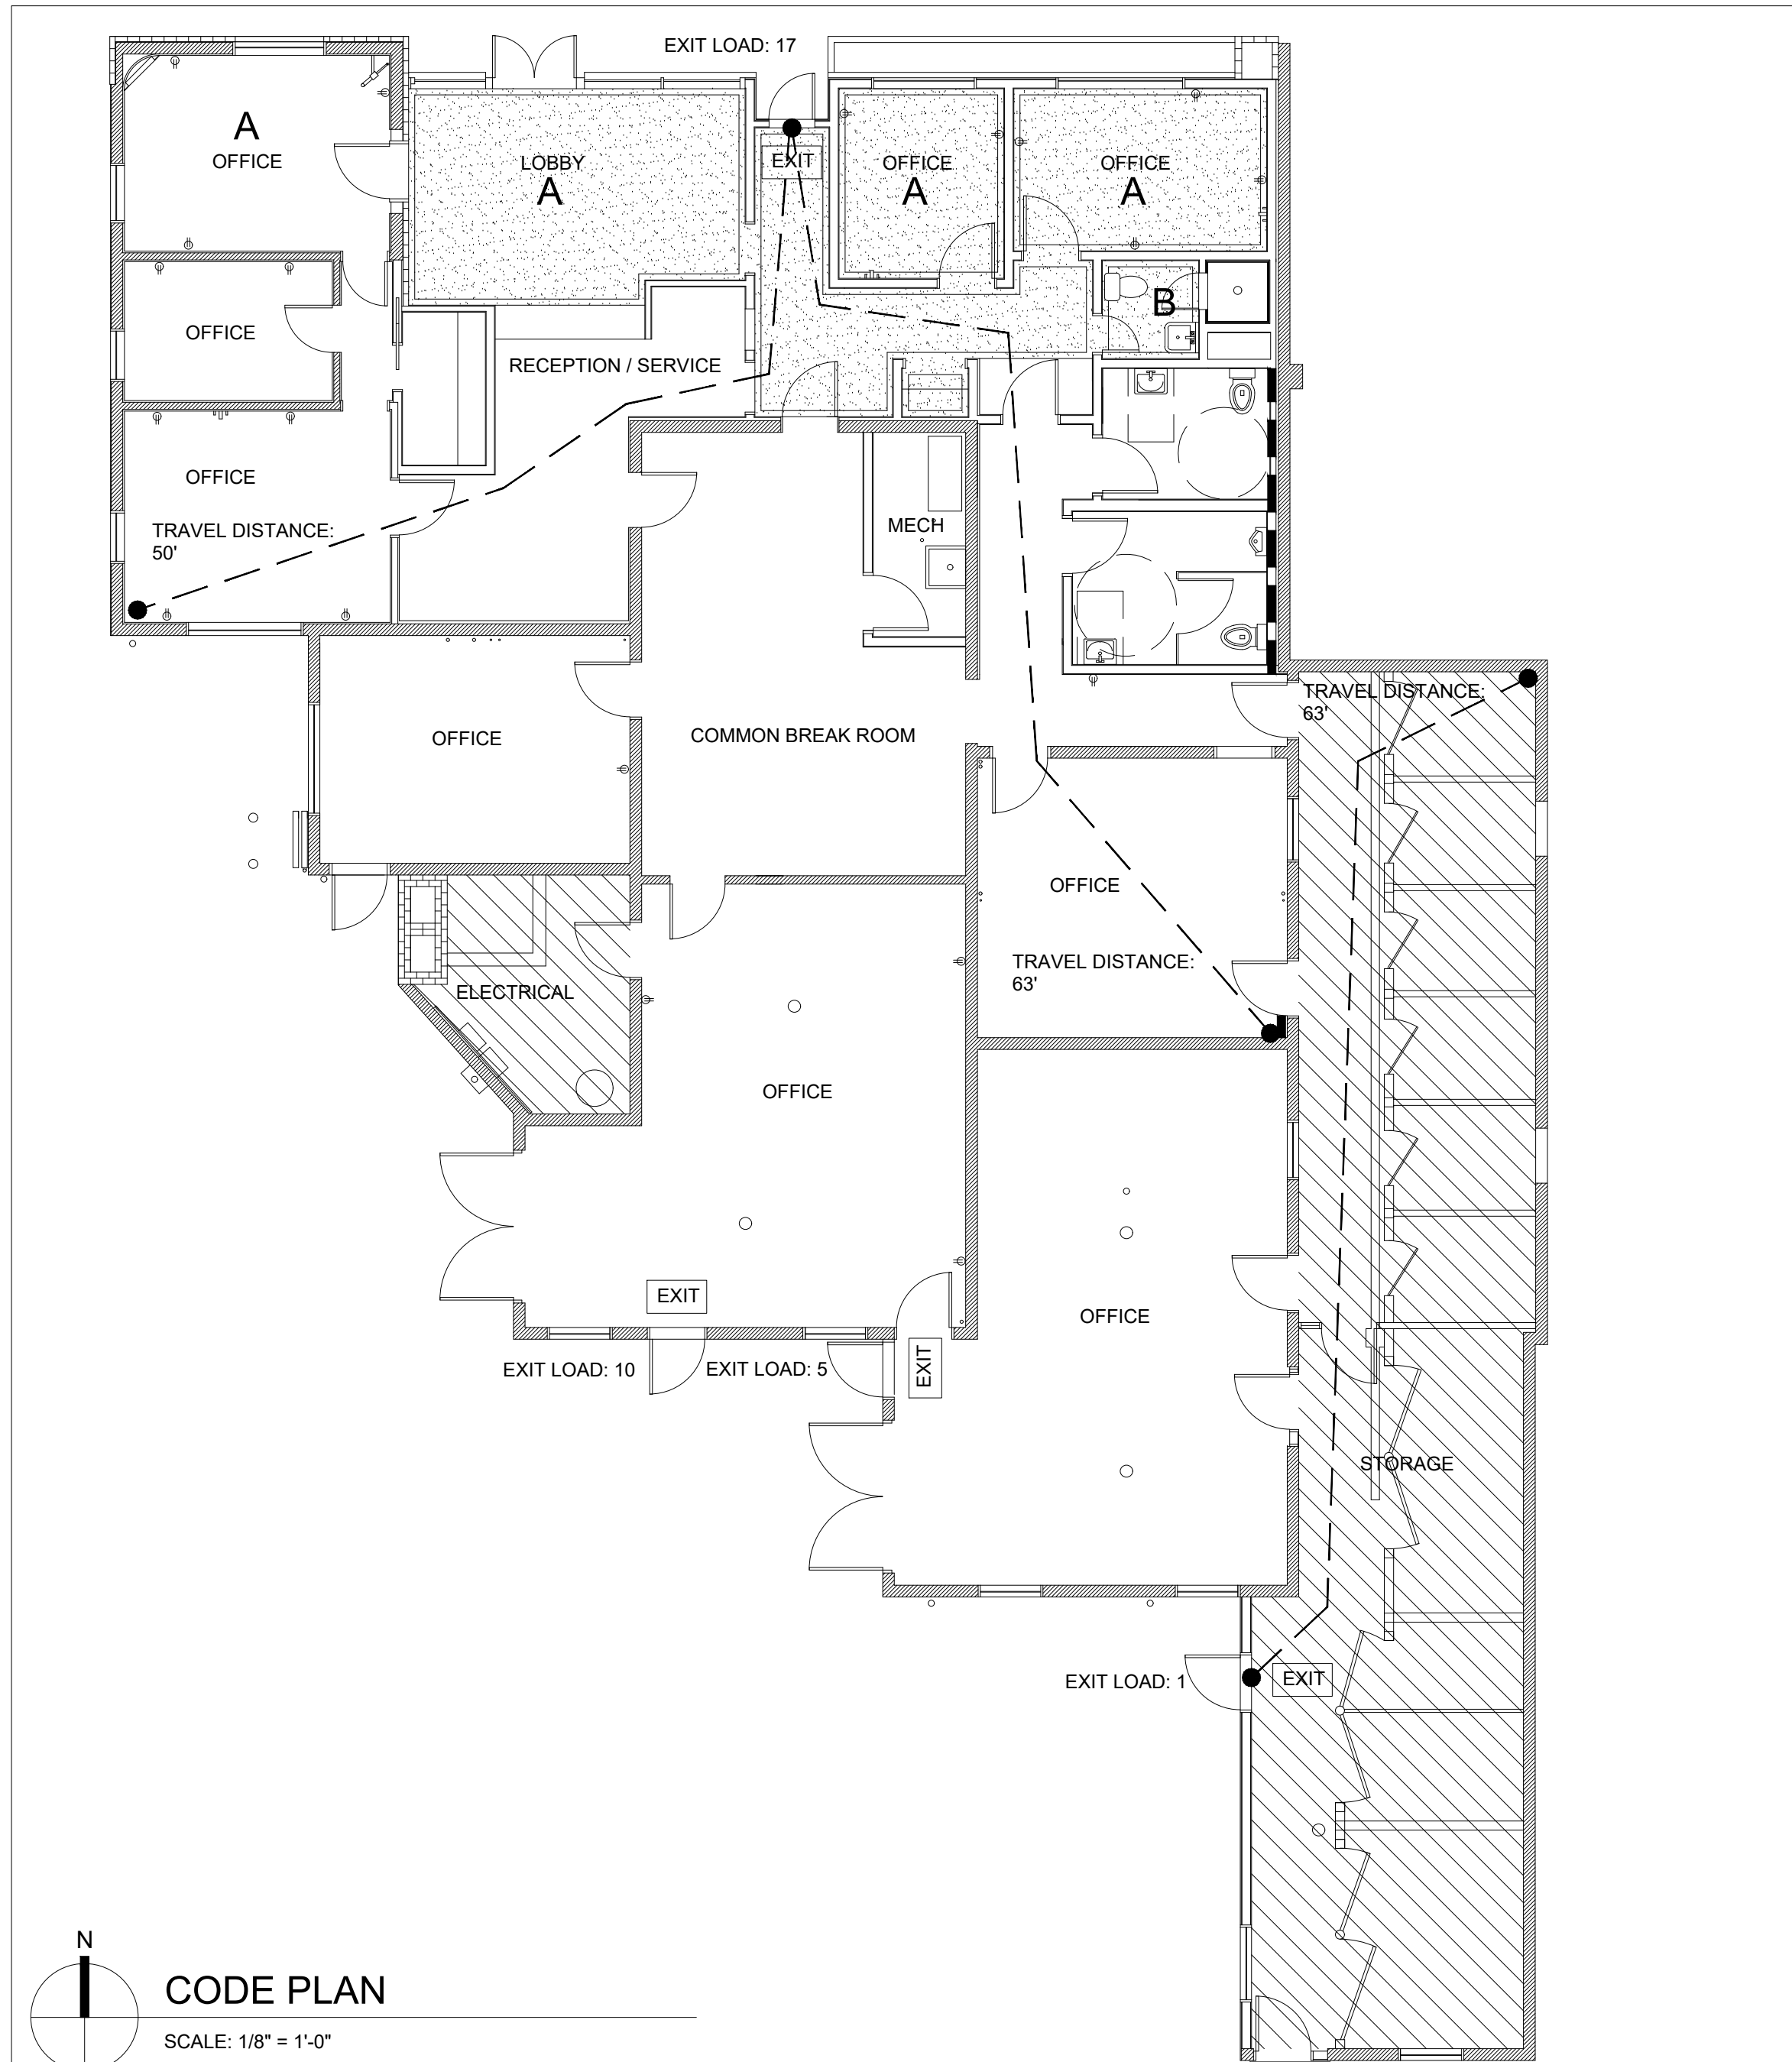 EXIT LOAD: 17
A
OFFICE
LOBBY
A
EXIT
OFFICE
A
OFFICE
A
B
OFFICE
RECEPTION / SERVICE
OFFICE
TRAVEL DISTANCE:
50'
MECH
TRAVEL DISTANCE:
63'
OFFICE
COMMON BREAK ROOM
OFFICE
TRAVEL DISTANCE:
63'
ELECTRICAL
OFFICE
EXIT
OFFICE
EXIT LOAD: 10
EXIT LOAD: 5
EXIT
STORAGE
EXIT LOAD: 1
EXIT
N
CODE PLAN
SCALE: 1/8" = 1'-0"